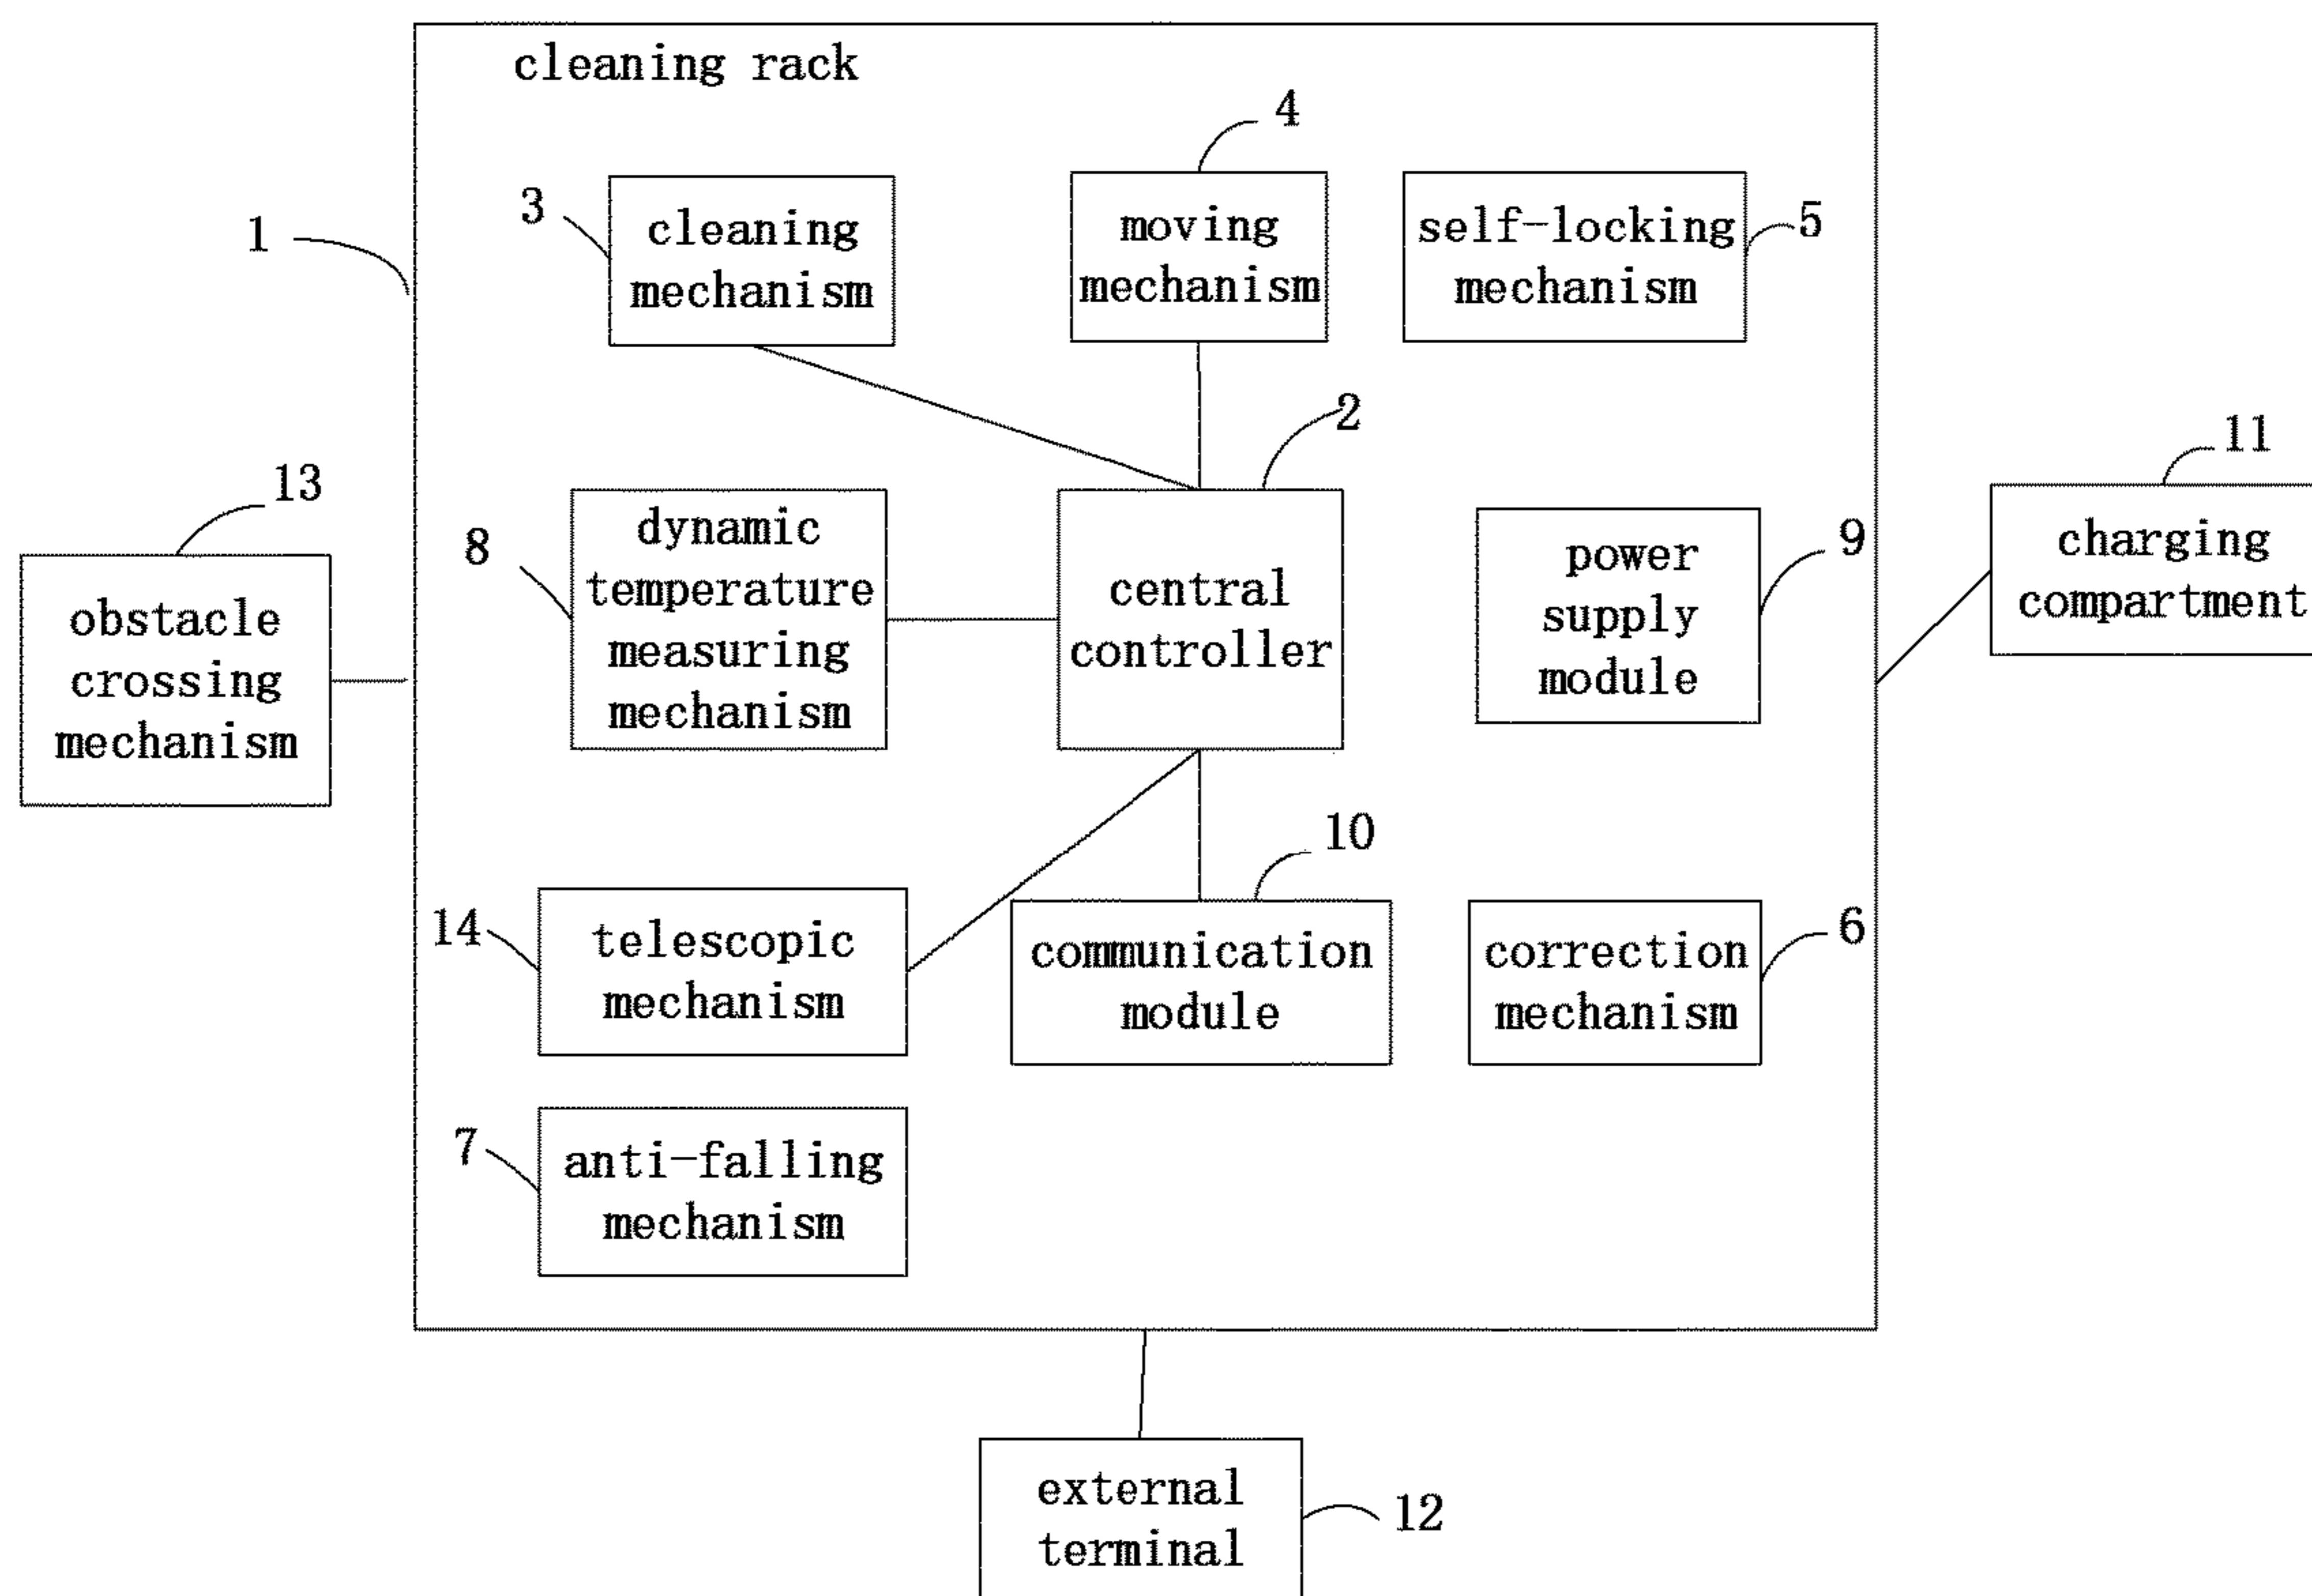 cleaning rack
4
3
cleaning
mechanism
moving
mechanism
self-locking
mechanism
5
1
2
11
13
8
dynamic
temperature
measuring
mechanism
central
controller
power
supply
module
9
charging
compartment
obstacle
crossing
mechanism
10
14
telescopic
mechanism
communication
module
correction
mechanism
6
7
anti-falling
mechanism
external
terminal
12